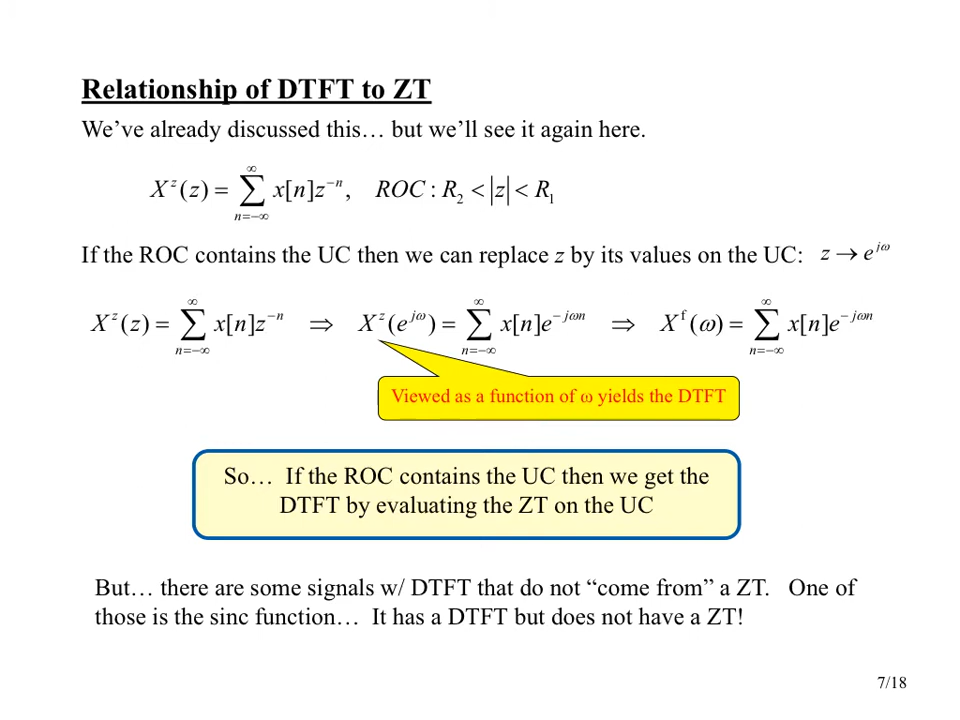 Relationship of DTFT to ZT
We’ve already discussed this… but we’ll see it again here.
X^z(z) = ∑_{n=−∞}^{∞} x[n]z^{−n}, ROC : R_2 < |z| < R_1
If the ROC contains the UC then we can replace z by its values on the UC: z → e^{jω}
X^z(z) = ∑_{n=−∞}^{∞} x[n]z^{−n} ⇒ X^z(e^{jω}) = ∑_{n=−∞}^{∞} x[n]e^{−jωn} ⇒ X^f(ω) = ∑_{n=−∞}^{∞} x[n]e^{−jωn}
Viewed as a function of ω yields the DTFT
So… If the ROC contains the UC then we get the
DTFT by evaluating the ZT on the UC
But… there are some signals w/ DTFT that do not “come from” a ZT. One of
those is the sinc function… It has a DTFT but does not have a ZT!
7/18